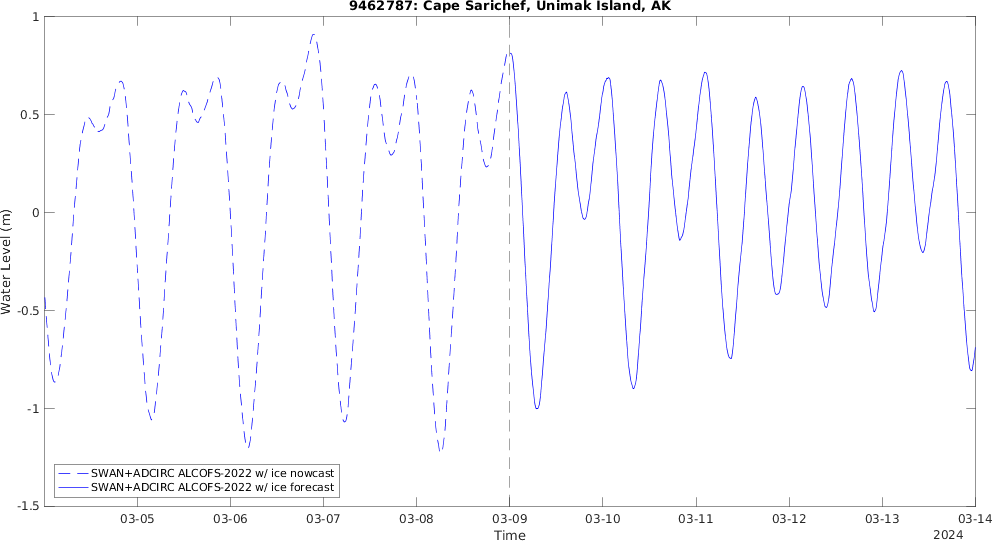 9462787: Cape Sarichef, Unimak Island, AK
1
0.5
0
-0.5
-1
-1.5
Water Level (m)
SWAN+ADCIRC ALCOFS-2022 w/ ice nowcast
SWAN+ADCIRC ALCOFS-2022 w/ ice forecast
03-05 03-06 03-07 03-08 03-09 03-10 03-11 03-12 03-13 03-14
Time
2024